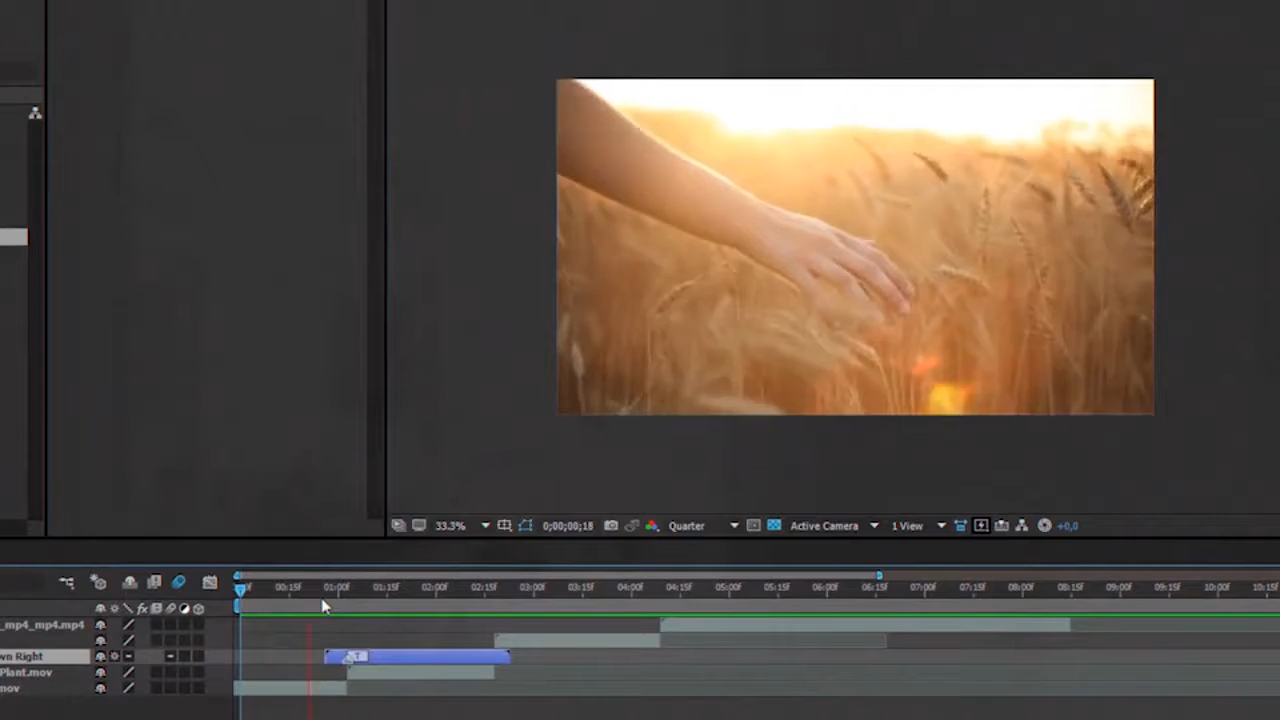 33.3% 0;00;00;18 Quarter Active Camera 1 View +0,0
00:15f 01:00f 01:15f 02:00f 02:15f 03:00f 03:15f 04:00f 04:15f 05:00f 05:15f 06:00f 06:15f 07:00f 07:15f 08:00f 08:15f 09:00f 09:15f 10:00f 10:15f
fx
_mp4_mp4.mp4
wn Right
Plant.mov
mov